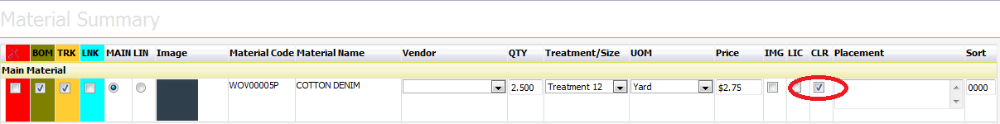 Material Summary
X BOM TRK LNK MAIN LIN Image Material Code Material Name Vendor QTY Treatment/Size UOM Price IMG LIC CLR Placement Sort
Main Material
WOV00005P COTTON DENIM 2.500 Treatment 12 Yard $2.75 0000